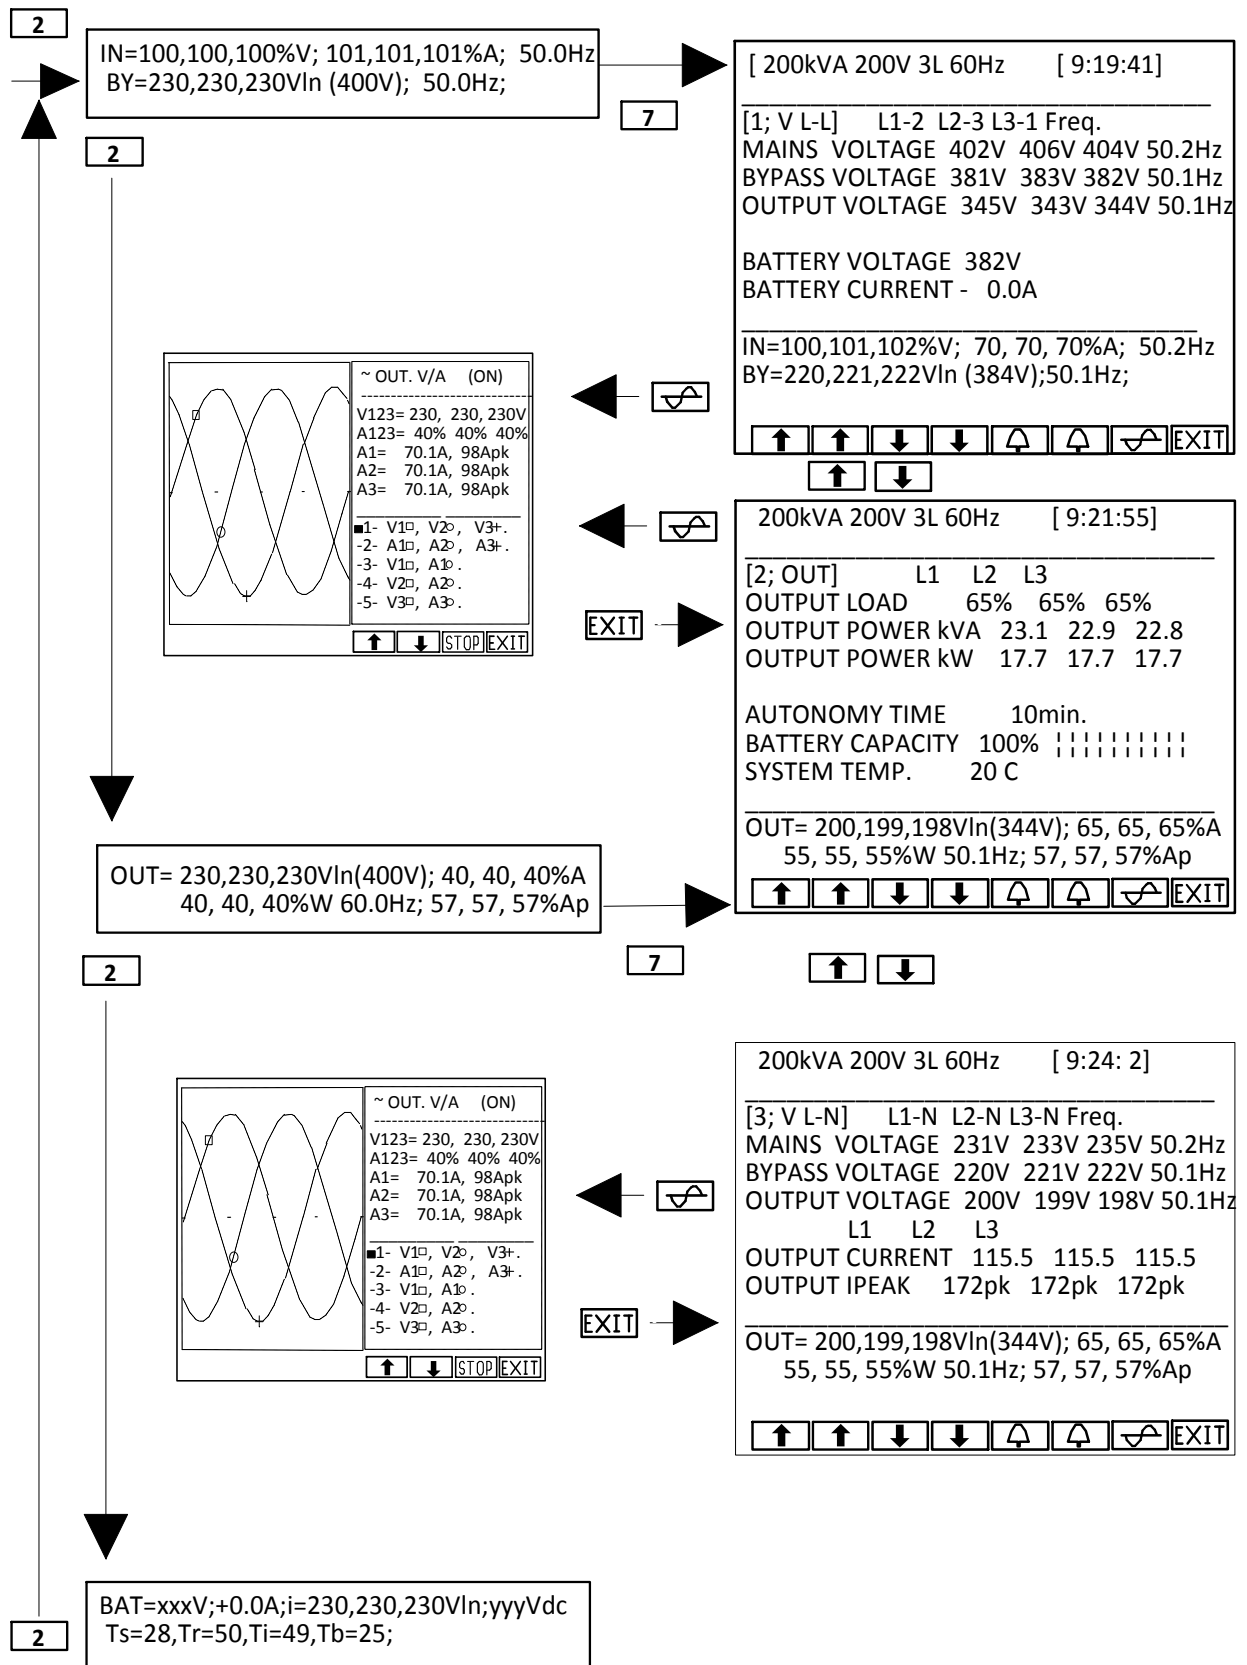 2
IN=100,100,100%V; 101,101,101%A; 50.0Hz
BY=230,230,230Vln (400V); 50.0Hz;
7
2
[ 200kVA 200V 3L 60Hz [ 9:19:41]
[1; V L-L] L1-2 L2-3 L3-1 Freq.
MAINS VOLTAGE 402V 406V 404V 50.2Hz
BYPASS VOLTAGE 381V 383V 382V 50.1Hz
OUTPUT VOLTAGE 345V 343V 344V 50.1Hz
BATTERY VOLTAGE 382V
BATTERY CURRENT - 0.0A
IN=100,101,102%V; 70, 70, 70%A; 50.2Hz
BY=220,221,222Vln (384V);50.1Hz;
EXIT
~ OUT. V/A (ON)
V123= 230, 230, 230V
A123= 40% 40% 40%
A1= 70.1A, 98Apk
A2= 70.1A, 98Apk
A3= 70.1A, 98Apk
■1- V1□, V2○, V3+.
-2- A1□, A2○, A3+.
-3- V1□, A1○.
-4- V2□, A2○.
-5- V3□, A3○.
STOP EXIT
EXIT
200kVA 200V 3L 60Hz [ 9:21:55]
[2; OUT] L1 L2 L3
OUTPUT LOAD 65% 65% 65%
OUTPUT POWER kVA 23.1 22.9 22.8
OUTPUT POWER kW 17.7 17.7 17.7
AUTONOMY TIME 10min.
BATTERY CAPACITY 100% ¦¦¦¦¦¦¦¦¦¦
SYSTEM TEMP. 20 C
OUT= 200,199,198Vln(344V); 65, 65, 65%A
55, 55, 55%W 50.1Hz; 57, 57, 57%Ap
EXIT
OUT= 230,230,230Vln(400V); 40, 40, 40%A
40, 40, 40%W 60.0Hz; 57, 57, 57%Ap
7
2
~ OUT. V/A (ON)
V123= 230, 230, 230V
A123= 40% 40% 40%
A1= 70.1A, 98Apk
A2= 70.1A, 98Apk
A3= 70.1A, 98Apk
■1- V1□, V2○, V3+.
-2- A1□, A2○, A3+.
-3- V1□, A1○.
-4- V2□, A2○.
-5- V3□, A3○.
STOP EXIT
EXIT
200kVA 200V 3L 60Hz [ 9:24: 2]
[3; V L-N] L1-N L2-N L3-N Freq.
MAINS VOLTAGE 231V 233V 235V 50.2Hz
BYPASS VOLTAGE 220V 221V 222V 50.1Hz
OUTPUT VOLTAGE 200V 199V 198V 50.1Hz
L1 L2 L3
OUTPUT CURRENT 115.5 115.5 115.5
OUTPUT IPEAK 172pk 172pk 172pk
OUT= 200,199,198Vln(344V); 65, 65, 65%A
55, 55, 55%W 50.1Hz; 57, 57, 57%Ap
EXIT
2
BAT=xxxV;+0.0A;i=230,230,230Vln;yyyVdc
Ts=28,Tr=50,Ti=49,Tb=25;